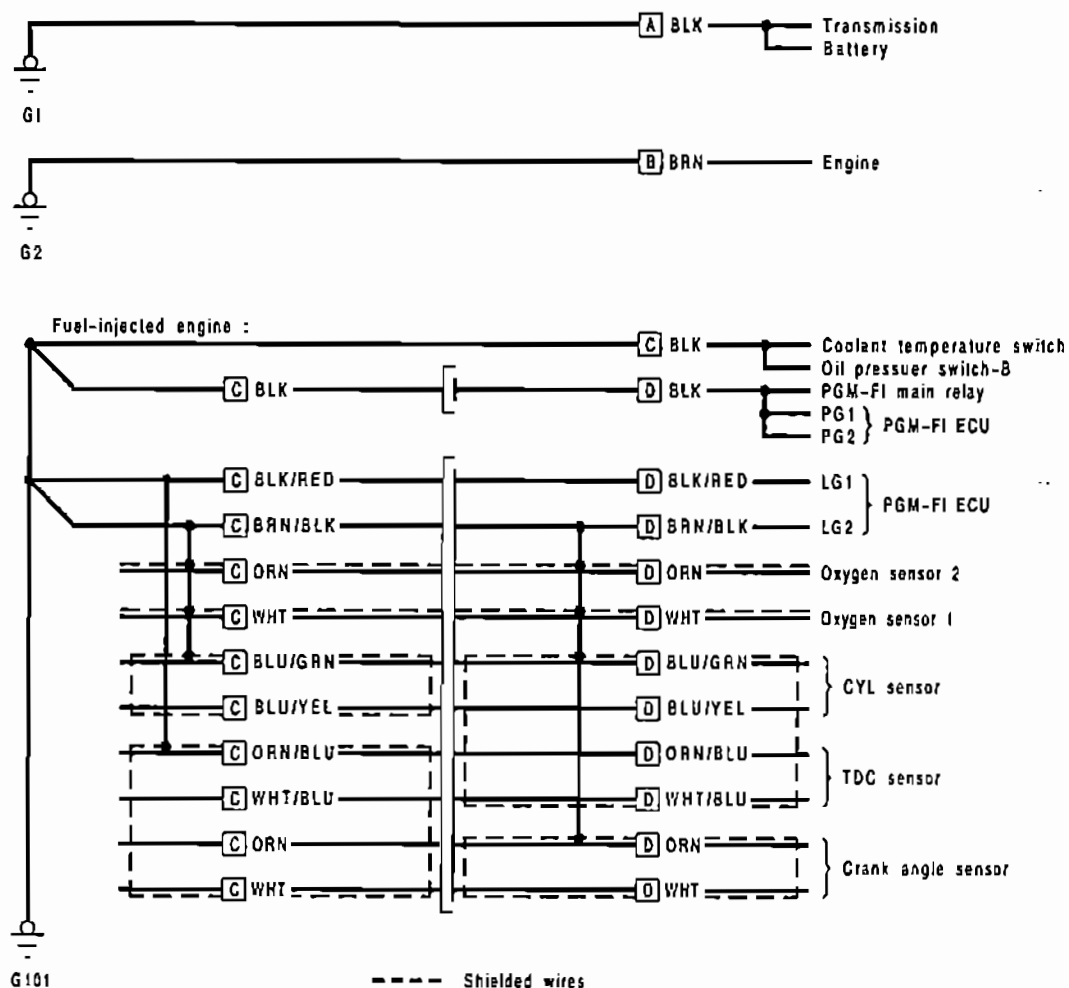 A BLK Transmission
Battery
G1
B BRN Engine
G2
Fuel-injected engine :
C BLK Coolant temperature switch
Oil pressuer switch-B
C BLK D BLK PGM-FI main relay
PG1
PGM-FI ECU
PG2
C BLK/RED D BLK/RED LG1
PGM-FI ECU
C BRN/BLK D BRN/BLK LG2
C ORN D ORN Oxygen sensor 2
C WHT D WHT Oxygen sensor 1
C BLU/GRN D BLU/GRN
CYL sensor
C BLU/YEL D BLU/YEL
C ORN/BLU D ORN/BLU
TDC sensor
C WHT/BLU D WHT/BLU
C ORN D ORN
Crank angle sensor
C WHT D WHT
G101
Shielded wires